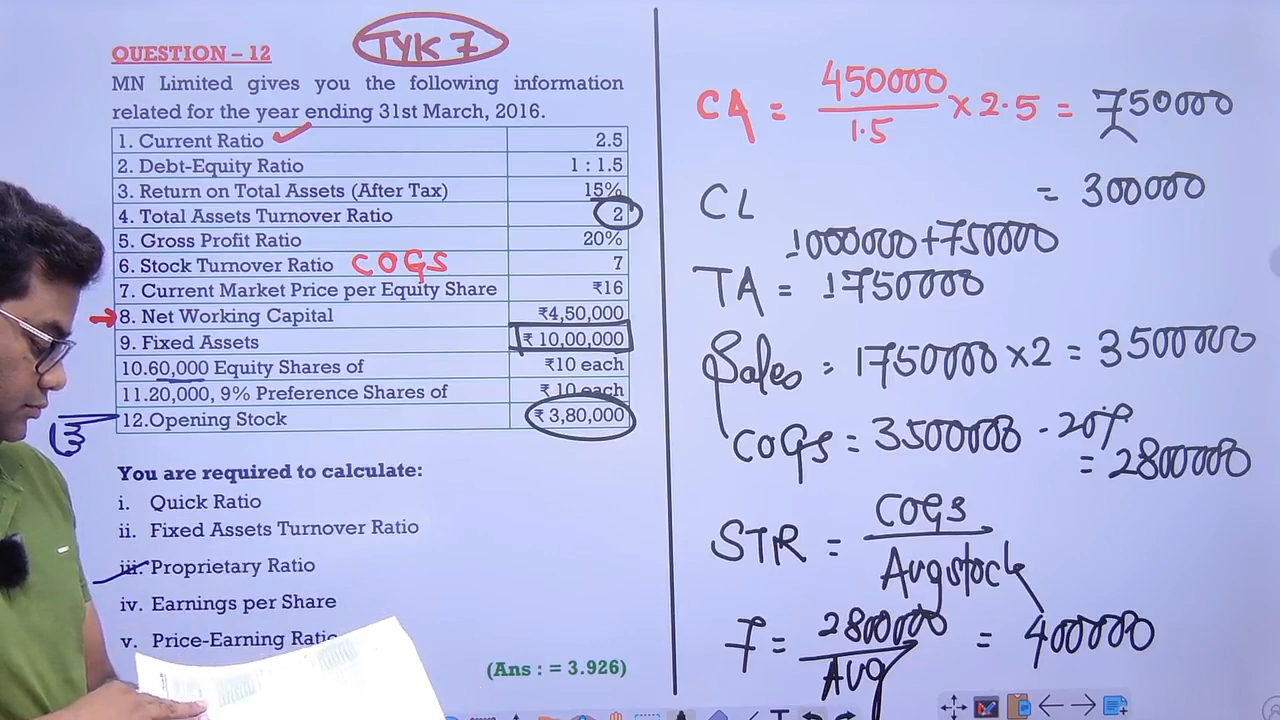 QUESTION – 12
TYK 7
MN Limited gives you the following information
related for the year ending 31st March, 2016.
1. Current Ratio 2.5
2. Debt-Equity Ratio 1 : 1.5
3. Return on Total Assets (After Tax) 15%
4. Total Assets Turnover Ratio 2
5. Gross Profit Ratio 20%
6. Stock Turnover Ratio COGS 7
7. Current Market Price per Equity Share ₹16
8. Net Working Capital ₹4,50,000
9. Fixed Assets ₹ 10,00,000
10.60,000 Equity Shares of ₹10 each
11.20,000, 9% Preference Shares of ₹ 10 each
12.Opening Stock ₹ 3,80,000
You are required to calculate:
i. Quick Ratio
ii. Fixed Assets Turnover Ratio
iii. Proprietary Ratio
iv. Earnings per Share
v. Price-Earning Ratio
(Ans : = 3.926)
CA = 450000 / 1.5 × 2.5 = 750000
CL = 300000
1000000+750000
TA = 1750000
Sales = 1750000 ×2 = 3500000
COGS = 3500000 - 20%
= 2800000
STR = COGS / Avg stock
7 = 2800000 / Avg = 400000